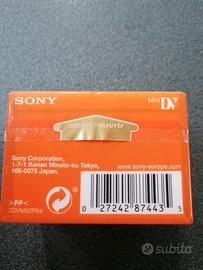 SONY
Mini DV
open/ouvrir
Sony Corporation,
1-7-1 Konan Minato-ku Tokyo,
108-0075 Japan.
www.sony-europe.com
>PP<
3DVM60PR4
0 27242 87443 5
subito